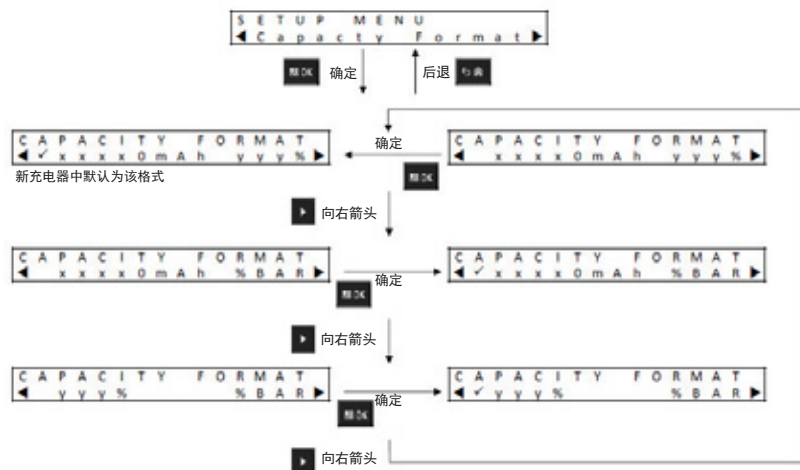 SETUP MENU
◀Capacty Format▶
确定
后退
确定
CAPACITY FORMAT
◀✓xxxx0mAh yyy%▶
CAPACITY FORMAT
◀ xxxx0mAh yyy%▶
新充电器中默认为该格式
向右箭头
CAPACITY FORMAT
◀ xxxx0mAh %BAR▶
确定
CAPACITY FORMAT
◀✓xxxx0mAh %BAR▶
向右箭头
CAPACITY FORMAT
◀ yyy% %BAR▶
确定
CAPACITY FORMAT
◀✓yyy% %BAR▶
向右箭头